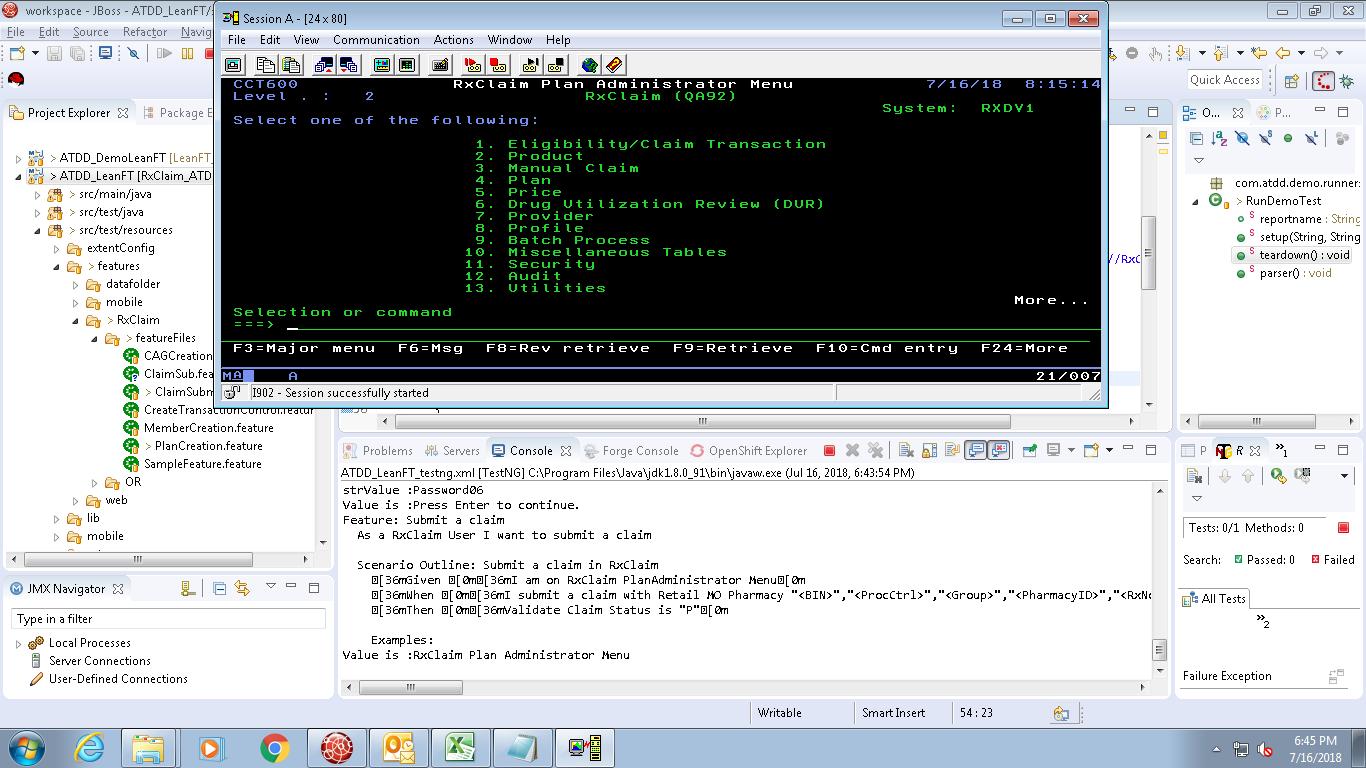 workspace - JBoss - ATDD_LeanFT/
File Edit Source Refactor Navig
Quick Access
Project Explorer
Package E
> ATDD_DemoLeanFT [LeanFT_
> ATDD_LeanFT [RxClaim_ATD
> src/main/java
> src/test/java
> src/test/resources
extentConfig
> features
datafolder
mobile
> RxClaim
> featureFiles
CAGCreation
ClaimSub.fea
> ClaimSubm
CreateTransactionControl.featur
MemberCreation.feature
> PlanCreation.feature
SampleFeature.feature
OR
web
lib
mobile
JMX Navigator
Type in a filter
Local Processes
Server Connections
User-Defined Connections
Session A - [24 x 80]
File Edit View Communication Actions Window Help
CCT600 RxClaim Plan Administrator Menu 7/16/18 8:15:14
Level . : 2 RxClaim (QA92)
System: RXDV1
Select one of the following:
1. Eligibility/Claim Transaction
2. Product
3. Manual Claim
4. Plan
5. Price
6. Drug Utilization Review (DUR)
7. Provider
8. Profile
9. Batch Process
10. Miscellaneous Tables
11. Security
12. Audit
13. Utilities
More...
Selection or command
===>
F3=Major menu F6=Msg F8=Rev retrieve F9=Retrieve F10=Cmd entry F24=More
MA A 21/007
I902 - Session successfully started
//RxC
O...
P...
com.atdd.demo.runner:
> RunDemoTest
reportname : String
setup(String, String
teardown() : void
parser() : void
Problems Servers Console Forge Console OpenShift Explorer
ATDD_LeanFT_testng.xml [TestNG] C:\Program Files\Java\jdk1.8.0_91\bin\javaw.exe (Jul 16, 2018, 6:43:54 PM)
strValue :Password06
Value is :Press Enter to continue.
Feature: Submit a claim
As a RxClaim User I want to submit a claim
Scenario Outline: Submit a claim in RxClaim
[36mGiven [0m[36mI am on RxClaim PlanAdministrator Menu[0m
[36mWhen [0m[36mI submit a claim with Retail MO Pharmacy "<BIN>","<ProcCtrl>","<Group>","<PharmacyID>","<RxNo
[36mThen [0m[36mValidate Claim Status is "P"[0m
Examples:
Value is :RxClaim Plan Administrator Menu
P
R
»1
Tests: 0/1 Methods: 0
Search: Passed: 0 Failed
All Tests
»2
Failure Exception
Writable Smart Insert 54 : 23
6:45 PM
7/16/2018